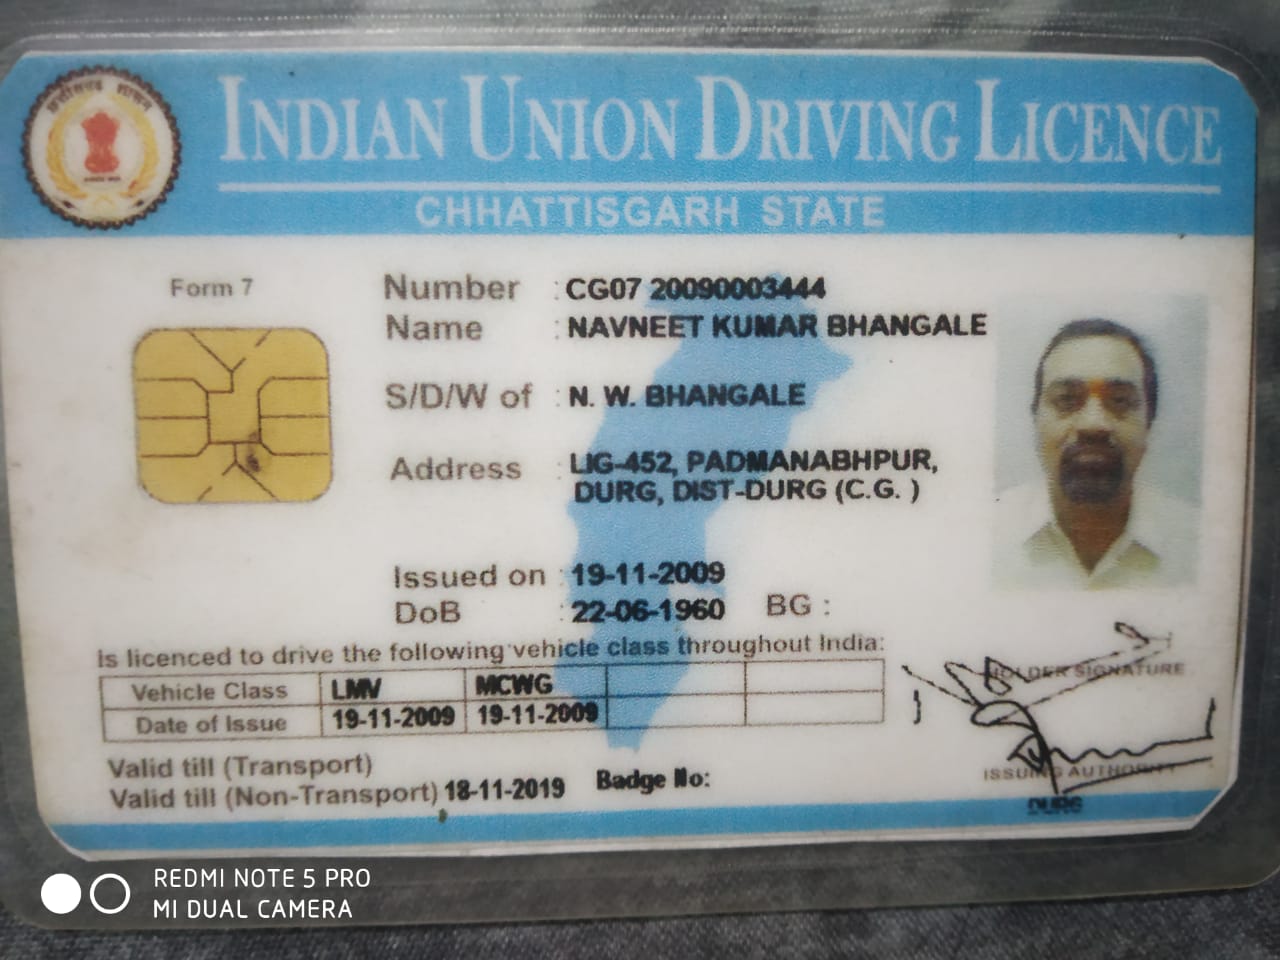 छत्तीसगढ़ शासन
INDIAN UNION DRIVING LICENCE
CHHATTISGARH STATE
Form 7
Number : CG07 20090003444
Name : NAVNEET KUMAR BHANGALE
S/D/W of : N. W. BHANGALE
Address : LIG-452, PADMANABHPUR,
DURG, DIST-DURG (C.G. )
Issued on : 19-11-2009
DoB : 22-06-1960 BG :
Is licenced to drive the following vehicle class throughout India:
Vehicle Class LMV MCWG
Date of Issue 19-11-2009 19-11-2009
HOLDER SIGNATURE
Valid till (Transport)
Valid till (Non-Transport) 18-11-2019 Badge No:
ISSUING AUTHORITY
DURG
REDMI NOTE 5 PRO
MI DUAL CAMERA